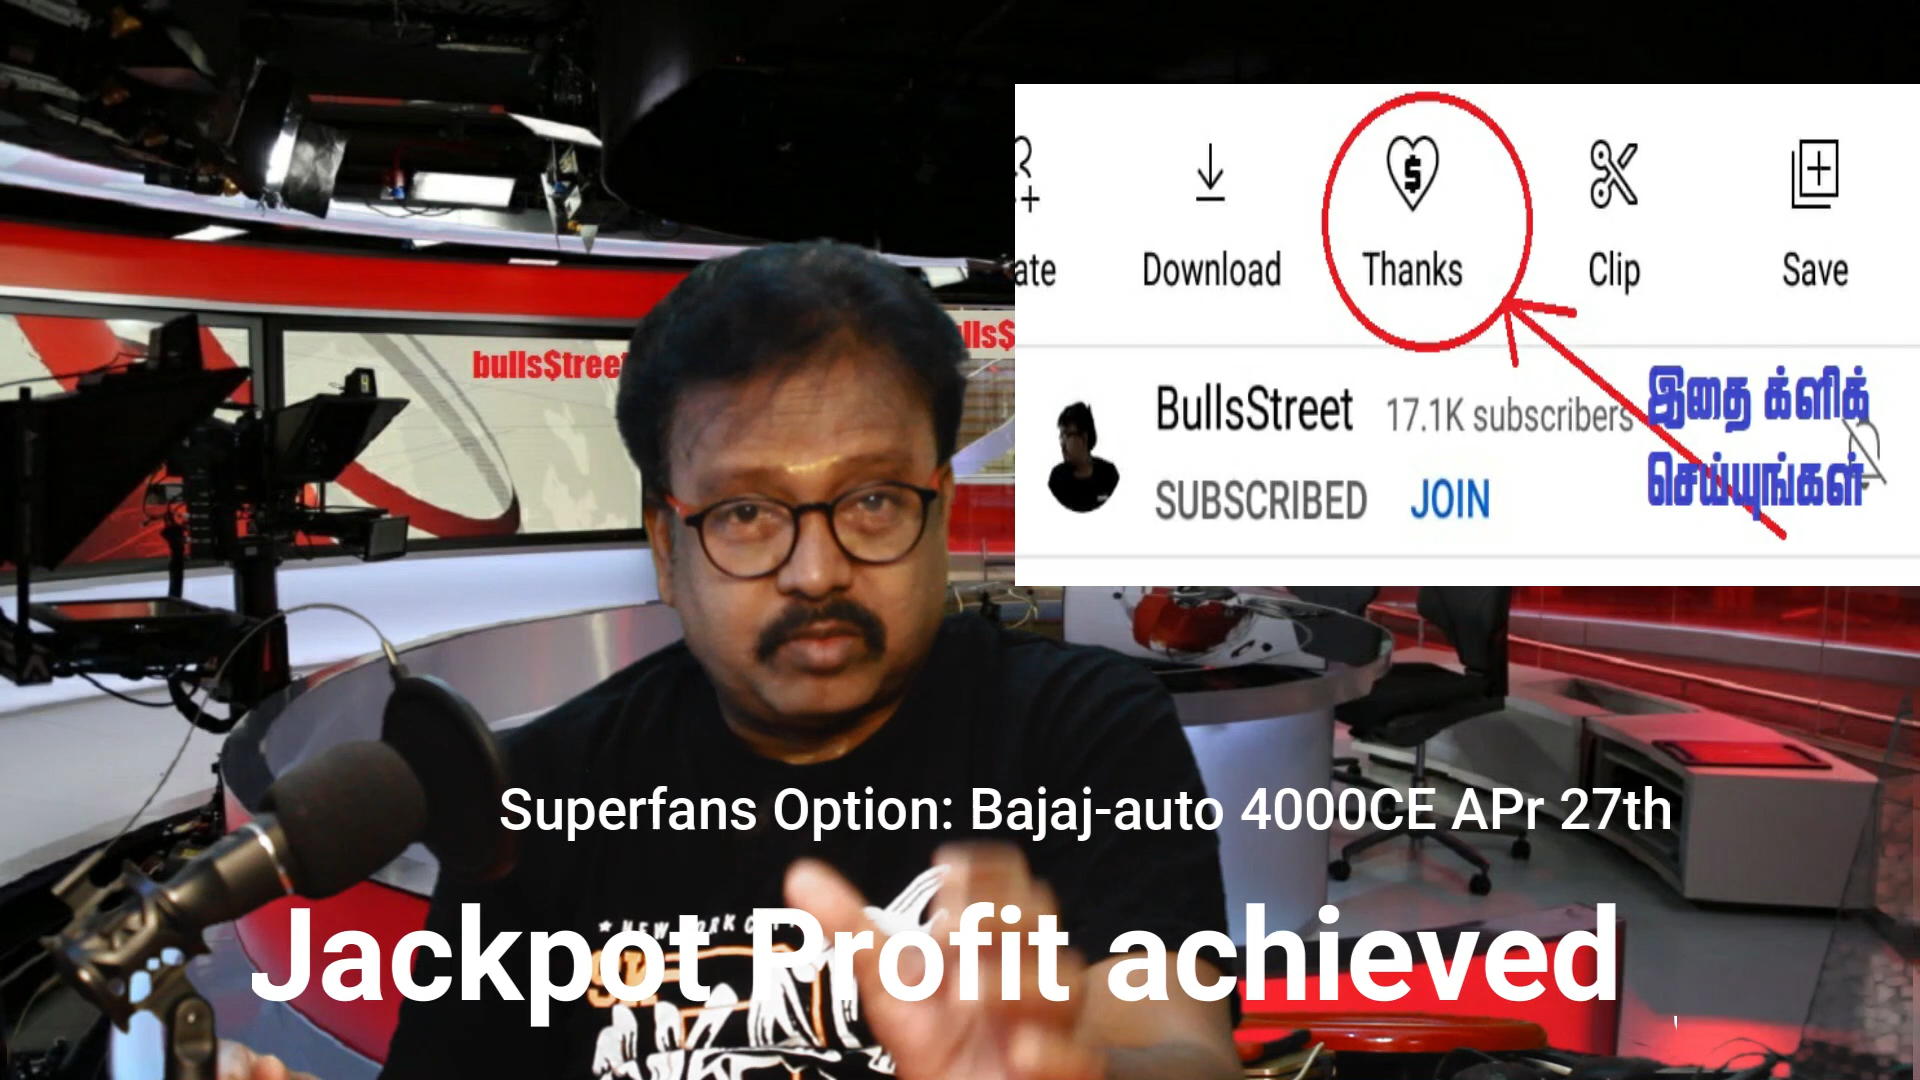 ate
Download
Thanks
Clip
Save
bulls$treet
lls$
BullsStreet 17.1K subscribers
இதை க்ளிக்
செய்யுங்கள்
SUBSCRIBED JOIN
Superfans Option: Bajaj-auto 4000CE APr 27th
Jackpot Profit achieved